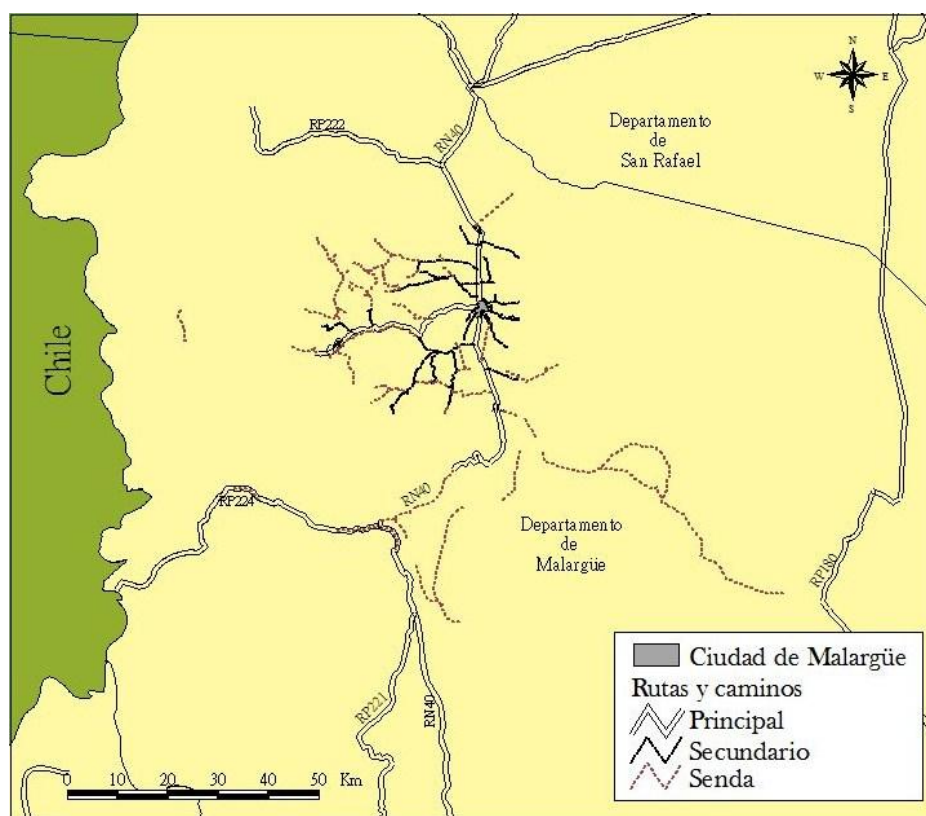 N
W
E
S
RP222
RN40
Departamento
de
San Rafael
Chile
RP224
RN40
Departamento
de
Malargüe
RP180
RP221
RN40
Ciudad de Malargüe
Rutas y caminos
Principal
Secundario
Senda
0 10 20 30 40 50 Km